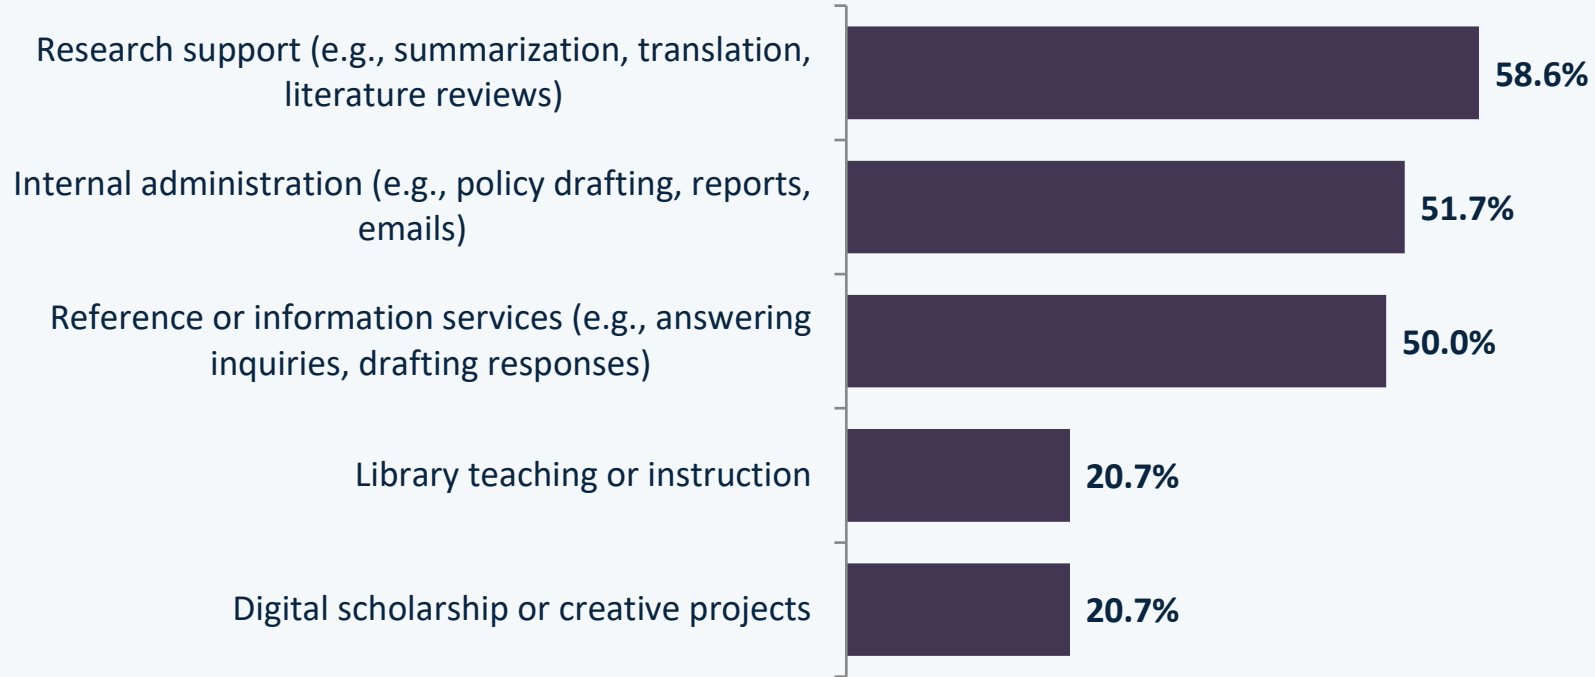 Research support (e.g., summarization, translation,
literature reviews)
58.6%
Internal administration (e.g., policy drafting, reports,
emails)
51.7%
Reference or information services (e.g., answering
inquiries, drafting responses)
50.0%
Library teaching or instruction
20.7%
Digital scholarship or creative projects
20.7%